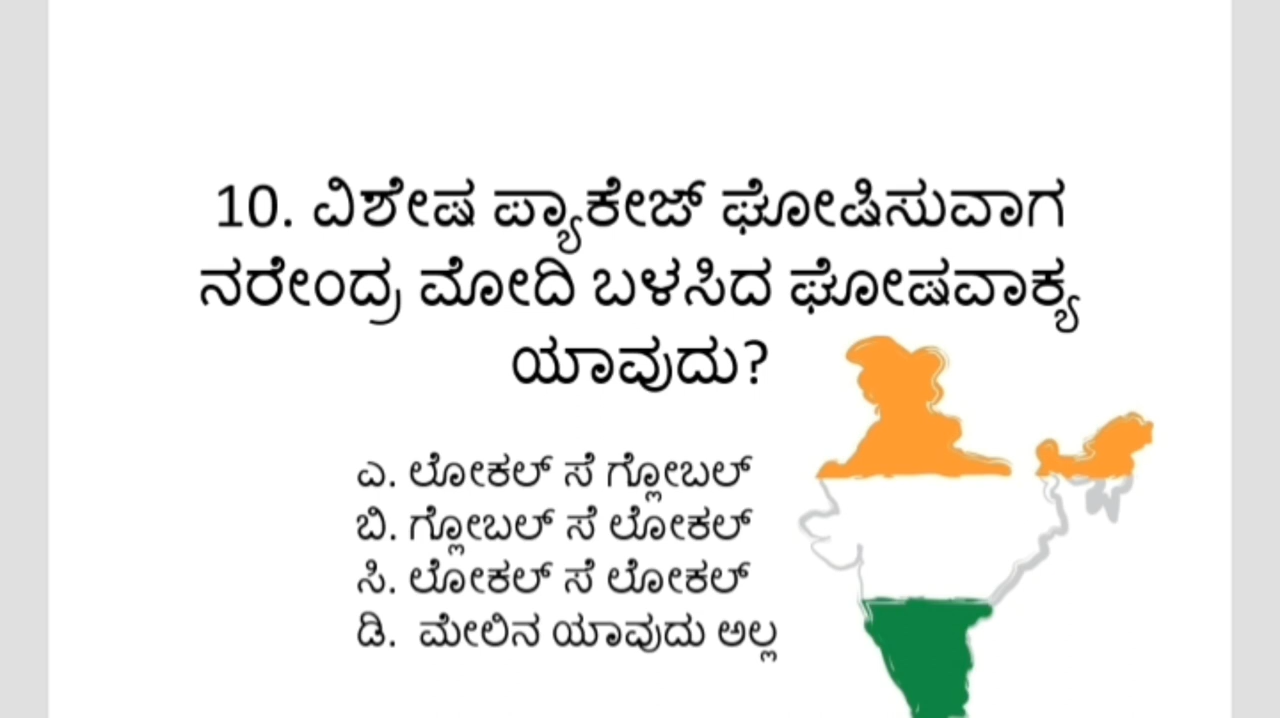 10. ವಿಶೇಷ ಪ್ಯಾಕೇಜ್ ಘೋಷಿಸುವಾಗ
ನರೇಂದ್ರ ಮೋದಿ ಬಳಸಿದ ಘೋಷವಾಕ್ಯ
ಯಾವುದು?
ಎ. ಲೋಕಲ್ ಸೆ ಗ್ಲೋಬಲ್
ಬಿ. ಗ್ಲೋಬಲ್ ಸೆ ಲೋಕಲ್
ಸಿ. ಲೋಕಲ್ ಸೆ ಲೋಕಲ್
ಡಿ. ಮೇಲಿನ ಯಾವುದು ಅಲ್ಲ